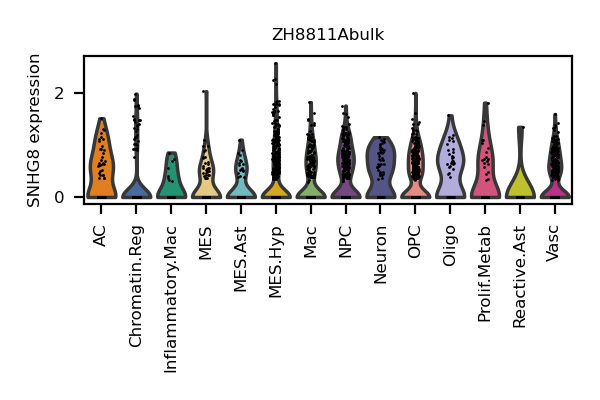 ZH8811Abulk
SNHG8 expression
2
0
AC
Chromatin.Reg
Inflammatory.Mac
MES
MES.Ast
MES.Hyp
Mac
NPC
Neuron
OPC
Oligo
Prolif.Metab
Reactive.Ast
Vasc